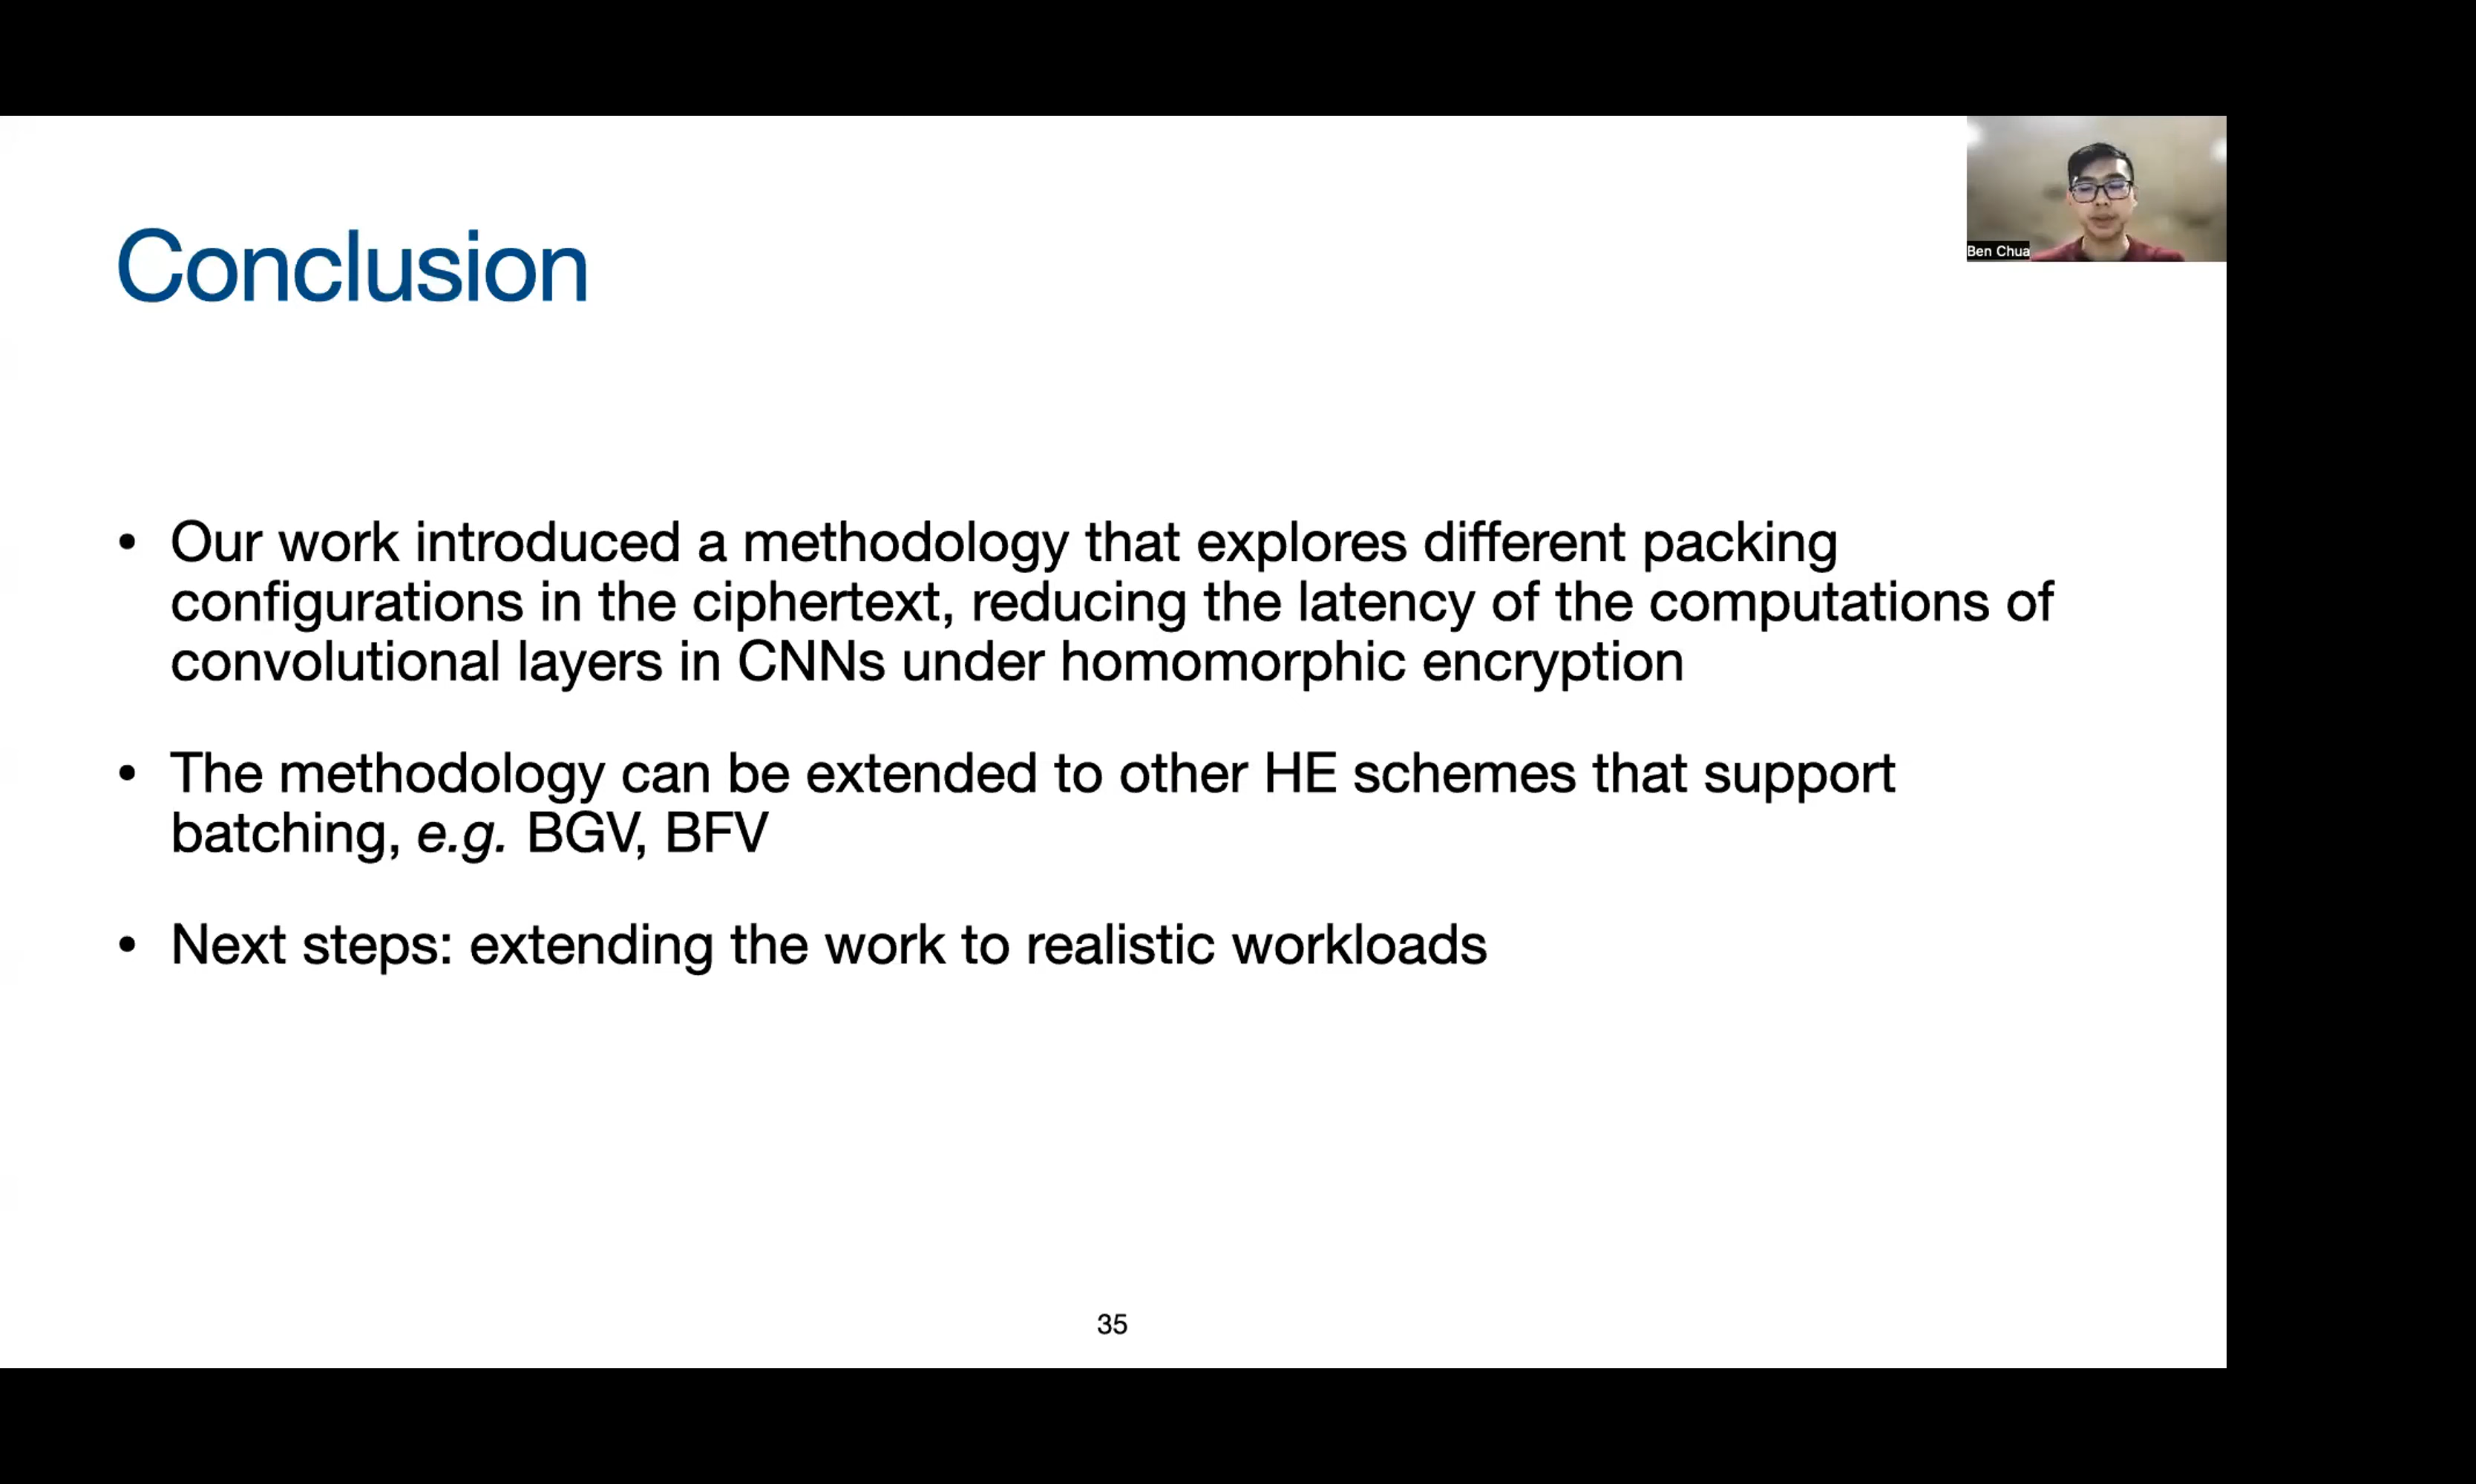 Conclusion
Ben Chua
• Our work introduced a methodology that explores different packing
configurations in the ciphertext, reducing the latency of the computations of
convolutional layers in CNNs under homomorphic encryption
• The methodology can be extended to other HE schemes that support
batching, e.g. BGV, BFV
• Next steps: extending the work to realistic workloads
35